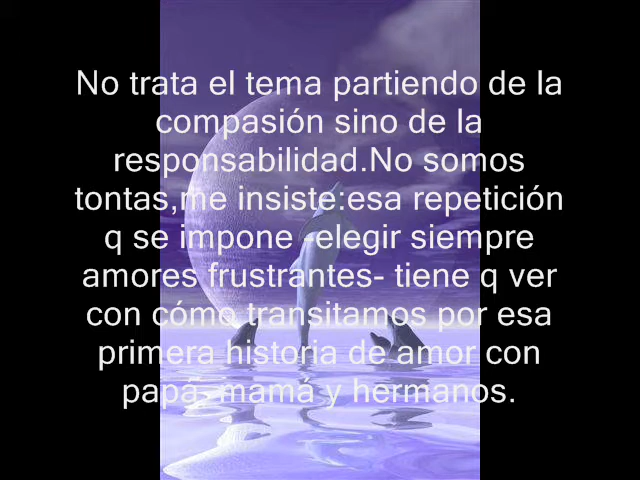 No trata el tema partiendo de la
compasión sino de la
responsabilidad.No somos
tontas,me insiste:esa repetición
q se impone -elegir siempre
amores frustrantes- tiene q ver
con cómo transitamos por esa
primera historia de amor con
papá, mamá y hermanos.